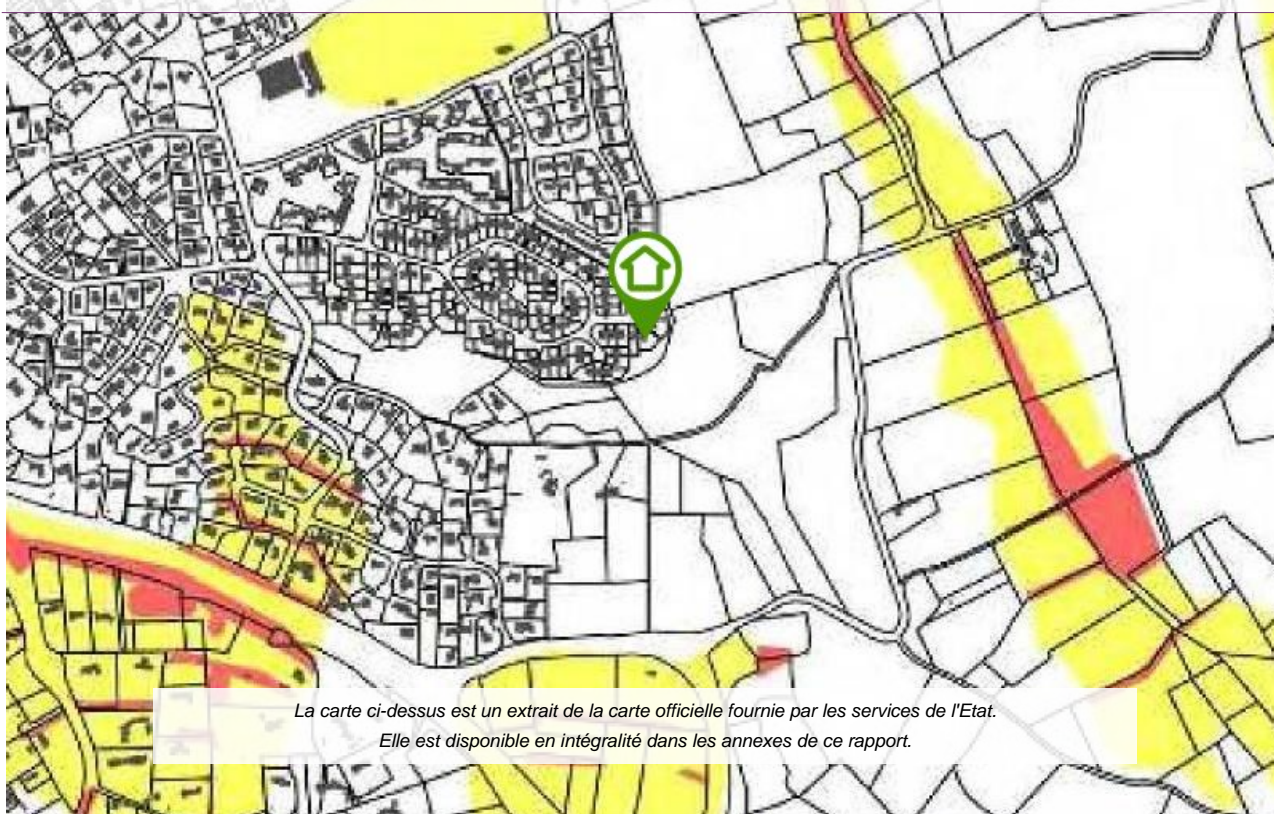 La carte ci-dessus est un extrait de la carte officielle fournie par les services de l'Etat.
Elle est disponible en intégralité dans les annexes de ce rapport.